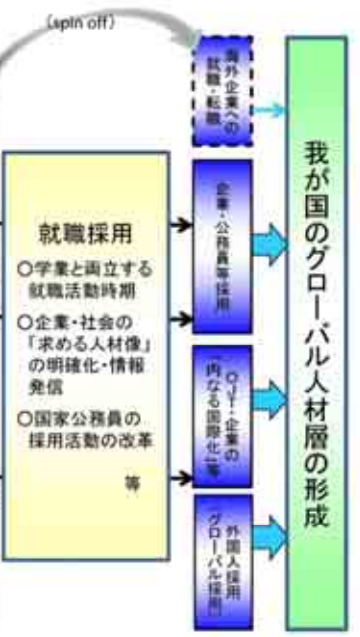 (spin off)
海外企業への
就職・転職
就職採用
○学業と両立する
就職活動時期
○企業・社会の
「求める人材像」
の明確化・情報
発信
○国家公務員の
採用活動の改革
等
企業・公務員等採用
OJT・企業の
「内なる国際化」等
外国人採用
「グローバル採用」
我が国のグローバル人材層の形成